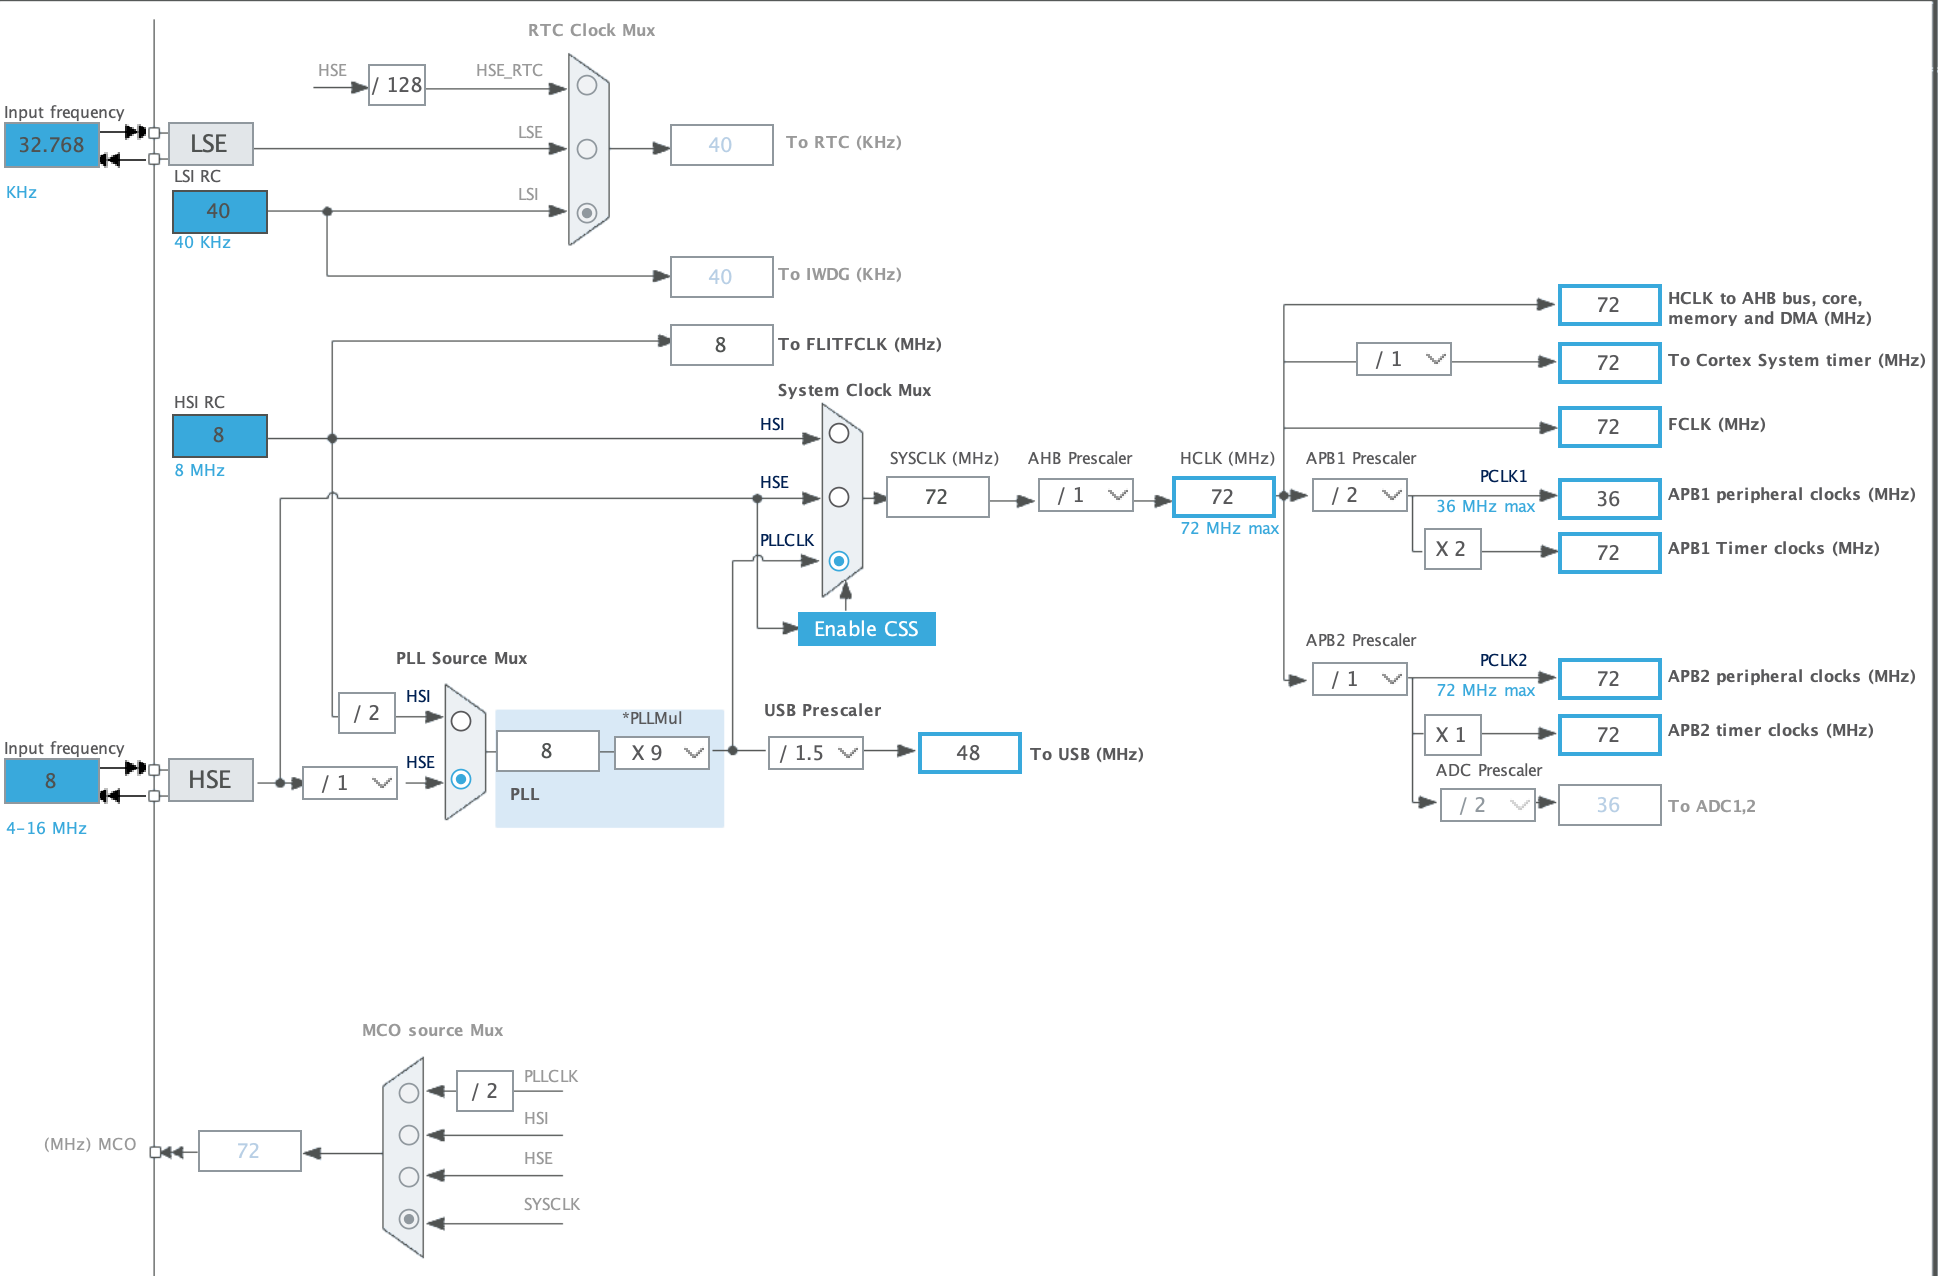 RTC Clock Mux
HSE
/ 128
HSE_RTC
Input frequency
32.768
KHz
LSE
LSE
40
To RTC (KHz)
LSI RC
40
40 KHz
LSI
40
To IWDG (KHz)
8
To FLITFCLK (MHz)
HSI RC
8
8 MHz
System Clock Mux
HSI
HSE
PLLCLK
SYSCLK (MHz)
72
AHB Prescaler
/ 1
HCLK (MHz)
72
72 MHz max
Enable CSS
72
HCLK to AHB bus, core,
memory and DMA (MHz)
/ 1
72
To Cortex System timer (MHz)
72
FCLK (MHz)
APB1 Prescaler
/ 2
PCLK1
36 MHz max
36
APB1 peripheral clocks (MHz)
X 2
72
APB1 Timer clocks (MHz)
APB2 Prescaler
/ 1
PCLK2
72 MHz max
72
APB2 peripheral clocks (MHz)
X 1
72
APB2 timer clocks (MHz)
ADC Prescaler
/ 2
36
To ADC1,2
PLL Source Mux
/ 2
HSI
Input frequency
8
4-16 MHz
HSE
/ 1
HSE
8
*PLLMul
X 9
PLL
USB Prescaler
/ 1.5
48
To USB (MHz)
MCO source Mux
/ 2
PLLCLK
HSI
HSE
SYSCLK
(MHz) MCO
72